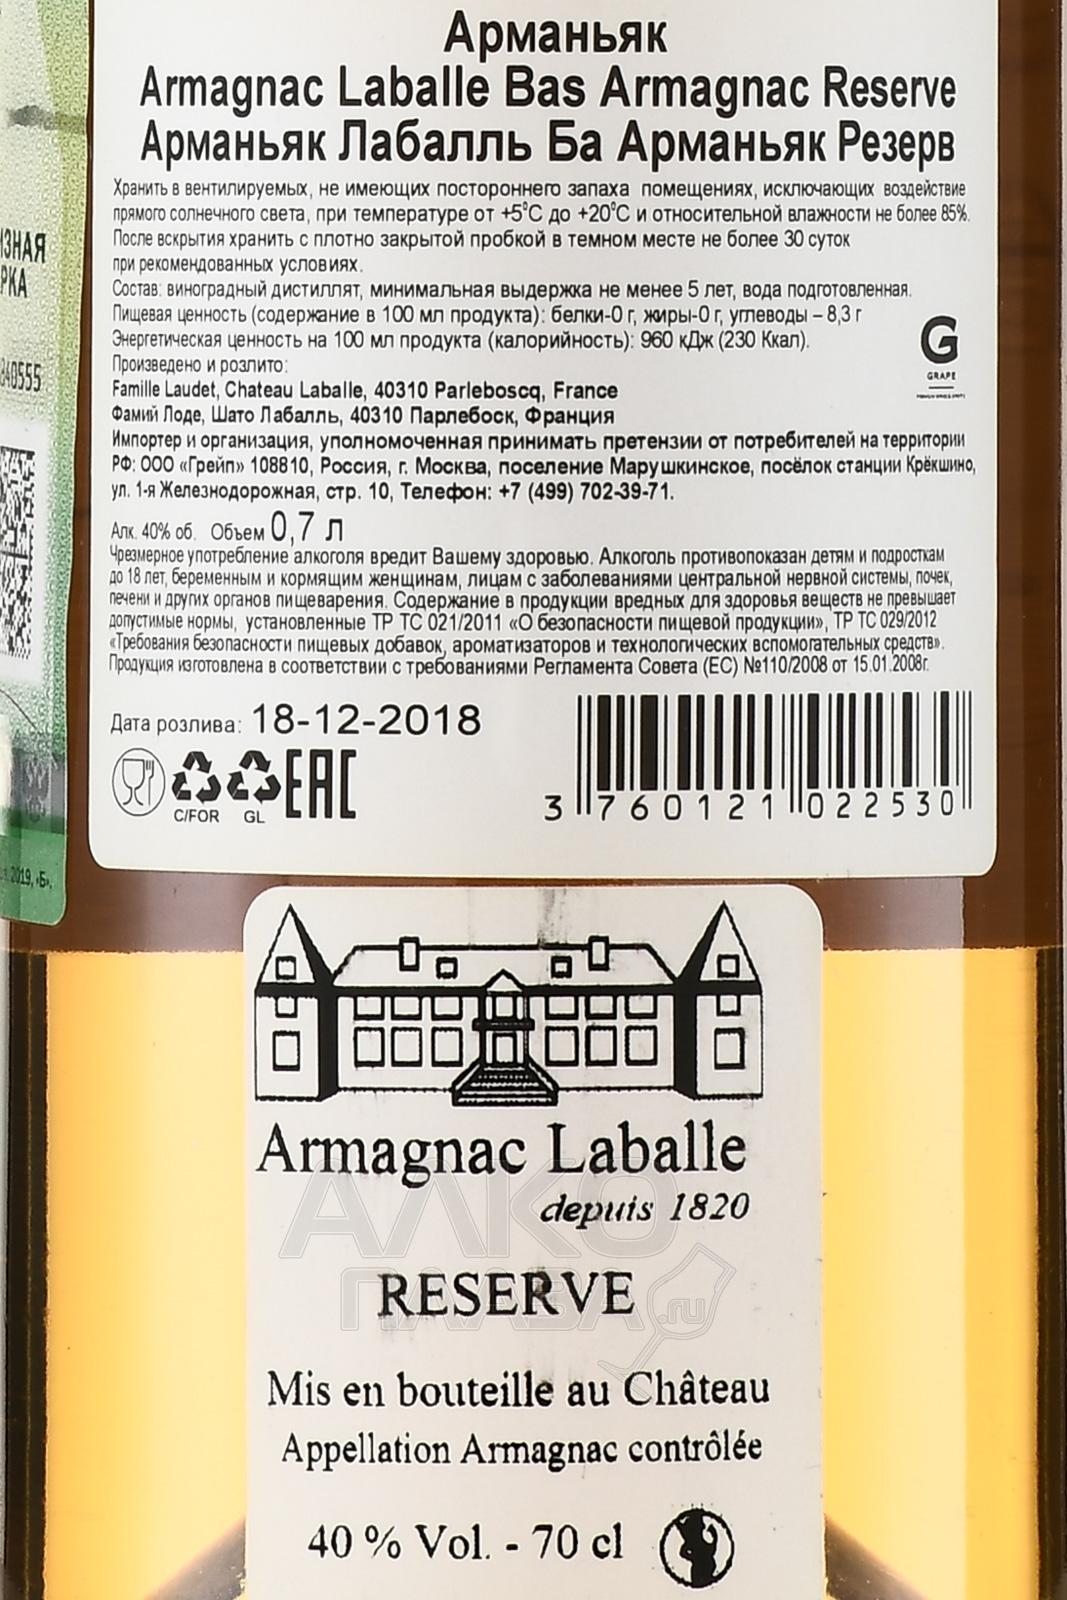 Арманьяк
Armagnac Laballe Bas Armagnac Reserve
Арманьяк Лабалль Ба Арманьяк Резерв
Хранить в вентилируемых, не имеющих постороннего запаха помещениях, исключающих воздействие
прямого солнечного света, при температуре от +5°С до +20°С и относительной влажности не более 85%.
После вскрытия хранить с плотно закрытой пробкой в темном месте не более 30 суток
при рекомендованных условиях.
Состав: виноградный дистиллят, минимальная выдержка не менее 5 лет, вода подготовленная.
Пищевая ценность (содержание в 100 мл продукта): белки-0 г, жиры-0 г, углеводы – 8,3 г
Энергетическая ценность на 100 мл продукта (калорийность): 960 кДж (230 Ккал).
Произведено и розлито:
Famille Laudet, Chateau Laballe, 40310 Parleboscq, France
Фамий Лоде, Шато Лабалль, 40310 Парлебоск, Франция
Импортер и организация, уполномоченная принимать претензии от потребителей на территории
РФ: ООО «Грейп» 108810, Россия, г. Москва, поселение Марушкинское, посёлок станции Крёкшино,
ул. 1-я Железнодорожная, стр. 10, Телефон: +7 (499) 702-39-71.
Алк. 40% об. Объем 0,7 л
Чрезмерное употребление алкоголя вредит Вашему здоровью. Алкоголь противопоказан детям и подросткам
до 18 лет, беременным и кормящим женщинам, лицам с заболеваниями центральной нервной системы, почек,
печени и других органов пищеварения. Содержание в продукции вредных для здоровья веществ не превышает
допустимые нормы, установленные ТР ТС 021/2011 «О безопасности пищевой продукции», ТР ТС 029/2012
«Требования безопасности пищевых добавок, ароматизаторов и технологических вспомогательных средств».
Продукция изготовлена в соответствии с требованиями Регламента Совета (ЕС) №110/2008 от 15.01.2008г.
Дата розлива: 18-12-2018
C/FOR GL EAC
3 760121 022530
G
GRAPE
ИЗНАЯ
РКА
840555
2019, «Б».
Armagnac Laballe
depuis 1820
RESERVE
Mis en bouteille au Château
Appellation Armagnac contrôlée
40 % Vol. - 70 cl
АЛКО
ПЛАЗА.ru